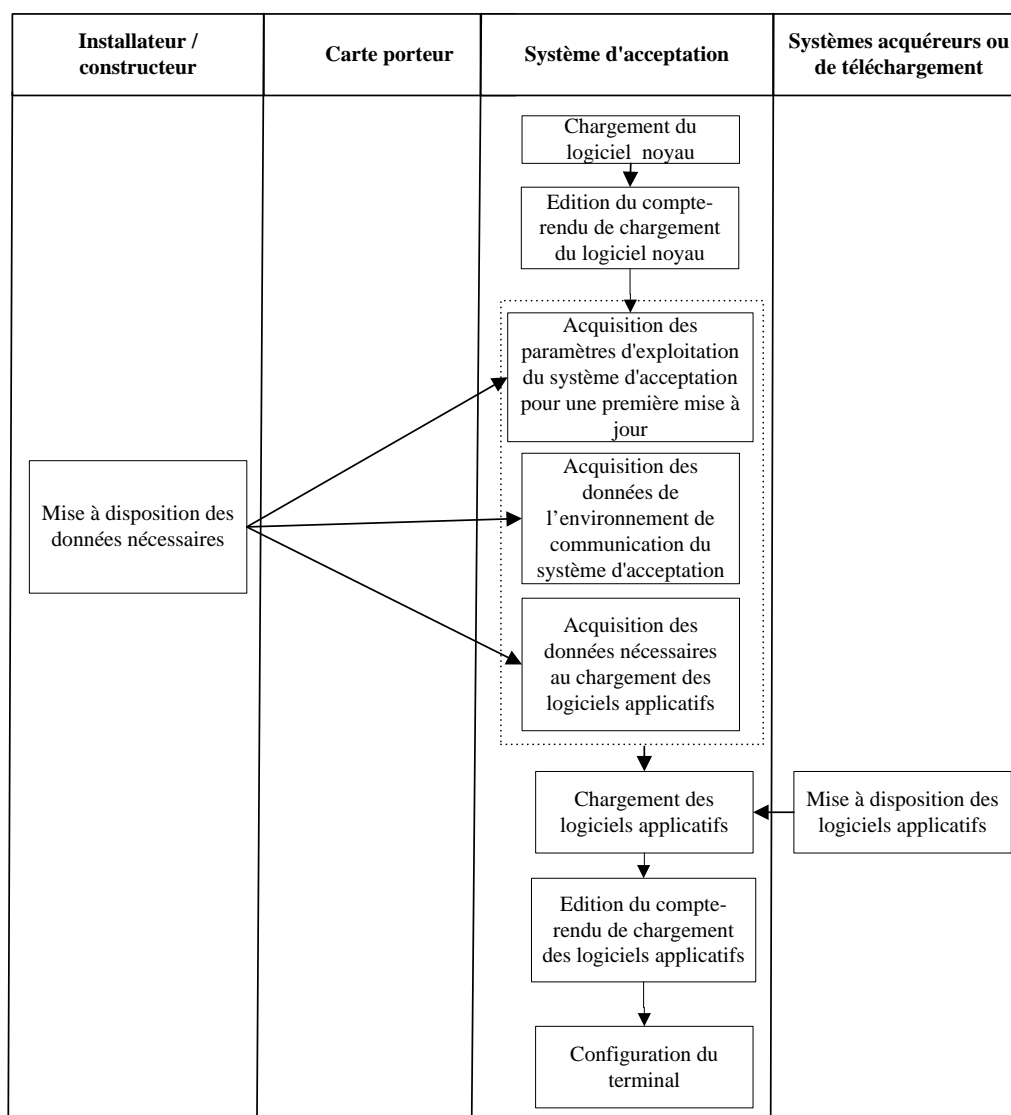 Installateur /
constructeur
Carte porteur
Système d'acceptation
Systèmes acquéreurs ou
de téléchargement
Chargement du
logiciel noyau
Edition du compte-
rendu de chargement
du logiciel noyau
Acquisition des
paramètres d'exploitation
du système d'acceptation
pour une première mise à
jour
Mise à disposition des
données nécessaires
Acquisition des
données de
l’environnement de
communication du
système d'acceptation
Acquisition des
données nécessaires
au chargement des
logiciels applicatifs
Chargement des
logiciels applicatifs
Mise à disposition des
logiciels applicatifs
Edition du compte-
rendu de chargement
des logiciels applicatifs
Configuration du
terminal